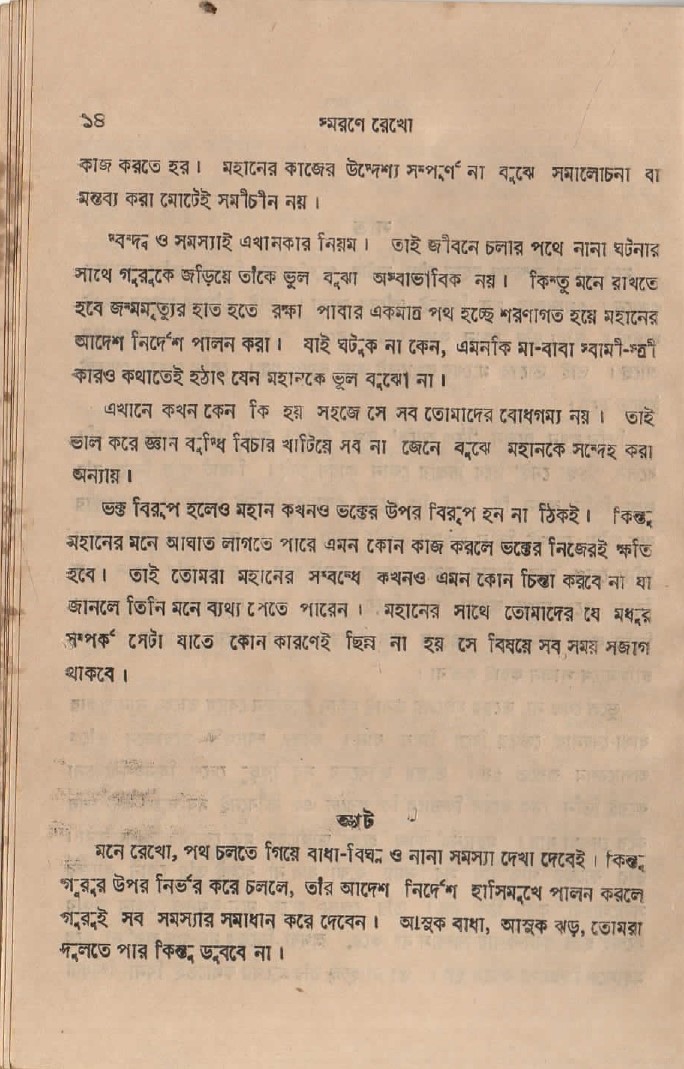 ১৪ স্মরণে রেখো
কাজ করতে হর। মহানের কাজের উদ্দেশ্য সম্পূর্ণ না বুঝে সমালোচনা বা
মন্তব্য করা মোটেই সমীচীন নয়।
দ্বন্দ্ব ও সমস্যাই এখানকার নিয়ম। তাই জীবনে চলার পথে নানা ঘটনার
সাথে গুরুকে জড়িয়ে তাঁকে ভুল বুঝা অস্বাভাবিক নয়। কিন্তু মনে রাখতে
হবে জন্মমৃত্যুর হাত হতে রক্ষা পাবার একমাত্র পথ হচ্ছে শরণাগত হয়ে মহানের
আদেশ নির্দেশ পালন করা। যাই ঘটুক না কেন, এমনকি মা-বাবা স্বামী-স্ত্রী
কারও কথাতেই হঠাৎ যেন মহানকে ভুল বুঝো না।
এখানে কখন কেন কি হয় সহজে সে সব তোমাদের বোধগম্য নয়। তাই
ভাল করে জ্ঞান বুদ্ধি বিচার খাটিয়ে সব না জেনে বুঝে মহানকে সন্দেহ করা
অন্যায়।
ভক্ত বিরূপ হলেও মহান কখনও ভক্তের উপর বিরূপ হন না ঠিকই। কিন্তু
মহানের মনে আঘাত লাগতে পারে এমন কোন কাজ করলে ভক্তের নিজেরই ক্ষতি
হবে। তাই তোমরা মহানের সম্বন্ধে কখনও এমন কোন চিন্তা করবে না যা
জানলে তিনি মনে ব্যথা পেতে পারেন। মহানের সাথে তোমাদের যে মধুর
সম্পর্ক সেটা যাতে কোন কারণেই ছিন্ন না হয় সে বিষয়ে সব সময় সজাগ
থাকবে।
আট
মনে রেখো, পথ চলতে গিয়ে বাধা-বিঘ্ন ও নানা সমস্যা দেখা দেবেই। কিন্তু
গুরুর উপর নির্ভর করে চললে, তাঁর আদেশ নির্দেশ হাসিমুখে পালন করলে
গুরুই সব সমস্যার সমাধান করে দেবেন। আসুক বাধা, আসুক ঝড়, তোমরা
দুলতে পার কিন্তু ডুববে না।